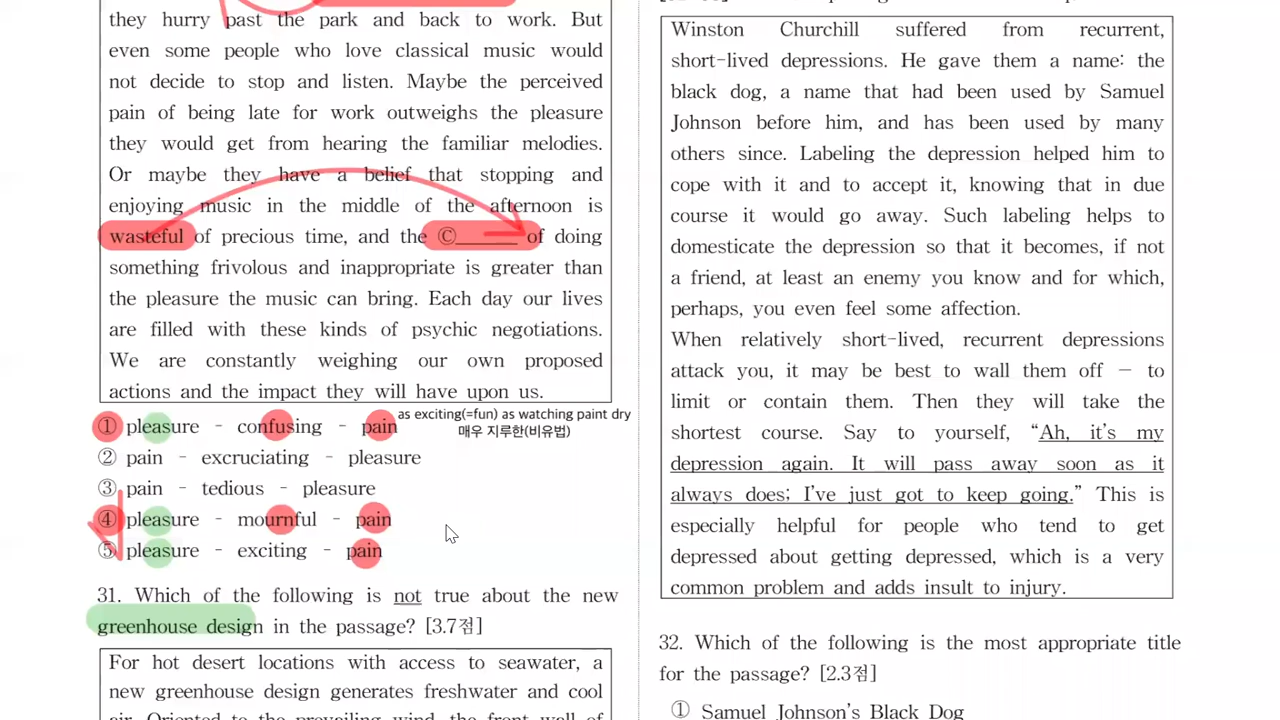 they hurry past the park and back to work. But
even some people who love classical music would
not decide to stop and listen. Maybe the perceived
pain of being late for work outweighs the pleasure
they would get from hearing the familiar melodies.
Or maybe they have a belief that stopping and
enjoying music in the middle of the afternoon is
wasteful of precious time, and the Ⓒ______ of doing
something frivolous and inappropriate is greater than
the pleasure the music can bring. Each day our lives
are filled with these kinds of psychic negotiations.
We are constantly weighing our own proposed
actions and the impact they will have upon us.
① pleasure - confusing - pain
as exciting(=fun) as watching paint dry
매우 지루한(비유법)
② pain - excruciating - pleasure
③ pain - tedious - pleasure
④ pleasure - mournful - pain
⑤ pleasure - exciting - pain
31. Which of the following is not true about the new
greenhouse design in the passage? [3.7점]
For hot desert locations with access to seawater, a
new greenhouse design generates freshwater and cool
air. Oriented to the prevailing wind, the front wall of
Winston Churchill suffered from recurrent,
short-lived depressions. He gave them a name: the
black dog, a name that had been used by Samuel
Johnson before him, and has been used by many
others since. Labeling the depression helped him to
cope with it and to accept it, knowing that in due
course it would go away. Such labeling helps to
domesticate the depression so that it becomes, if not
a friend, at least an enemy you know and for which,
perhaps, you even feel some affection.
When relatively short-lived, recurrent depressions
attack you, it may be best to wall them off - to
limit or contain them. Then they will take the
shortest course. Say to yourself, "Ah, it's my
depression again. It will pass away soon as it
always does; I've just got to keep going." This is
especially helpful for people who tend to get
depressed about getting depressed, which is a very
common problem and adds insult to injury.
32. Which of the following is the most appropriate title
for the passage? [2.3점]
① Samuel Johnson's Black Dog